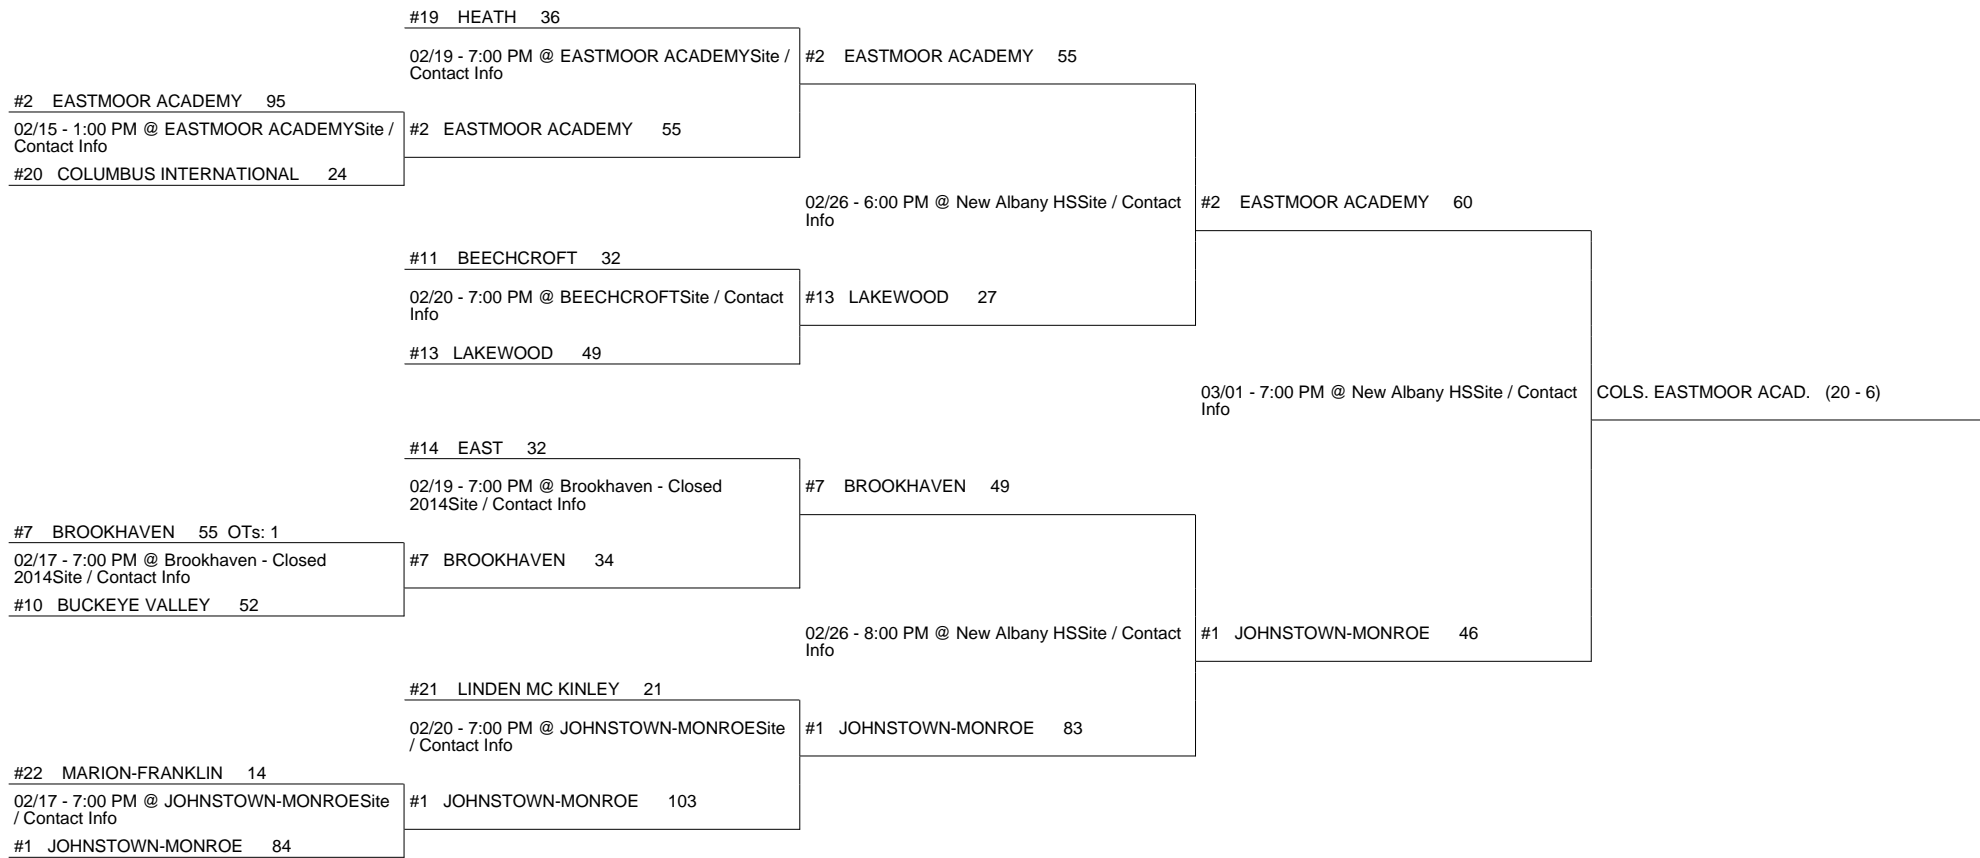 #19 HEATH 36
02/19 - 7:00 PM @ EASTMOOR ACADEMYSite /
Contact Info
#2 EASTMOOR ACADEMY 55
#2 EASTMOOR ACADEMY 95
02/15 - 1:00 PM @ EASTMOOR ACADEMYSite /
Contact Info
#2 EASTMOOR ACADEMY 55
#20 COLUMBUS INTERNATIONAL 24
02/26 - 6:00 PM @ New Albany HSSite / Contact
Info
#2 EASTMOOR ACADEMY 60
#11 BEECHCROFT 32
02/20 - 7:00 PM @ BEECHCROFTSite / Contact
Info
#13 LAKEWOOD 27
#13 LAKEWOOD 49
03/01 - 7:00 PM @ New Albany HSSite / Contact
Info
COLS. EASTMOOR ACAD. (20 - 6)
#14 EAST 32
02/19 - 7:00 PM @ Brookhaven - Closed
2014Site / Contact Info
#7 BROOKHAVEN 49
#7 BROOKHAVEN 55 OTs: 1
02/17 - 7:00 PM @ Brookhaven - Closed
2014Site / Contact Info
#7 BROOKHAVEN 34
#10 BUCKEYE VALLEY 52
02/26 - 8:00 PM @ New Albany HSSite / Contact
Info
#1 JOHNSTOWN-MONROE 46
#21 LINDEN MC KINLEY 21
02/20 - 7:00 PM @ JOHNSTOWN-MONROESite
/ Contact Info
#1 JOHNSTOWN-MONROE 83
#22 MARION-FRANKLIN 14
02/17 - 7:00 PM @ JOHNSTOWN-MONROESite
/ Contact Info
#1 JOHNSTOWN-MONROE 103
#1 JOHNSTOWN-MONROE 84